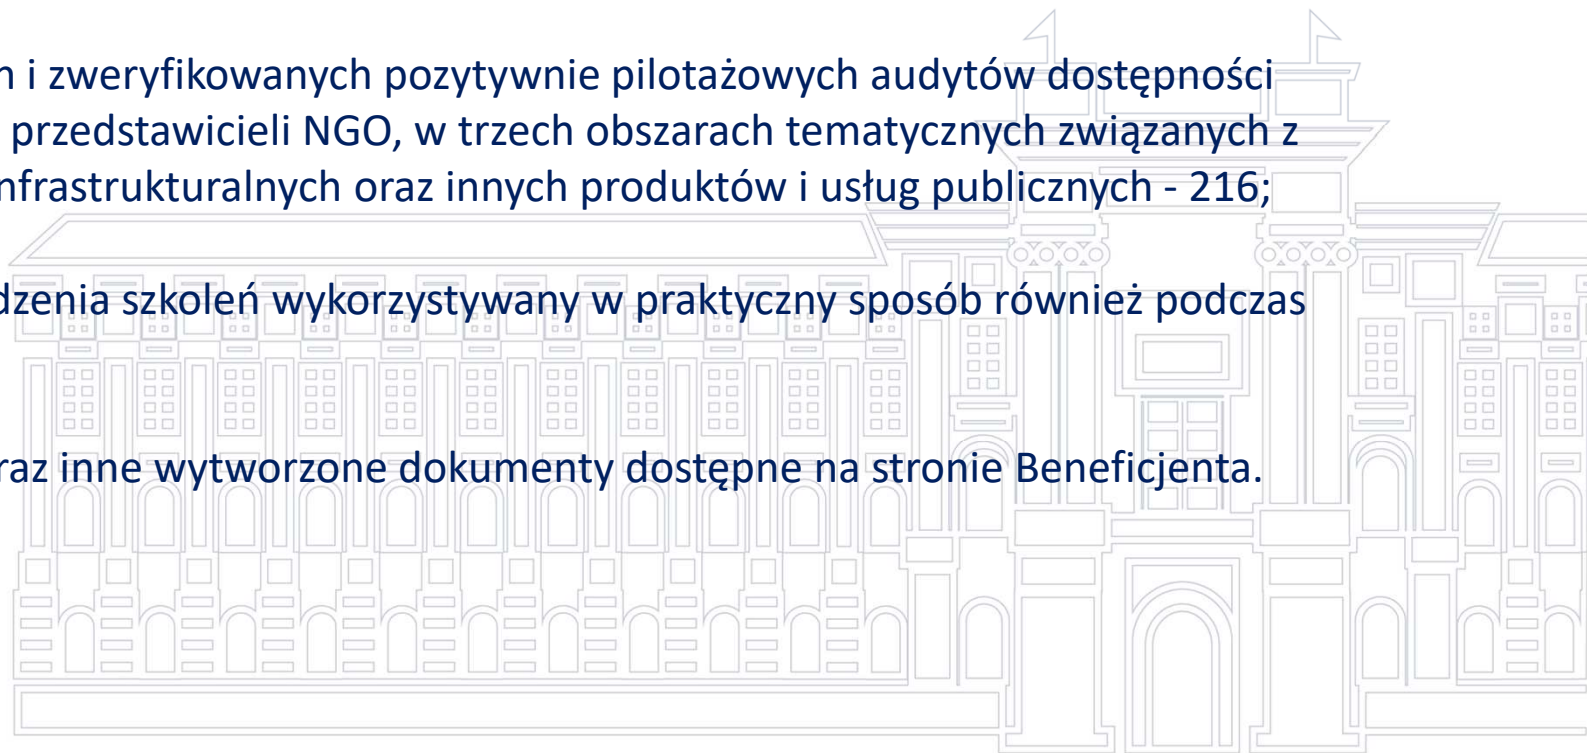 i zweryfikowanych pozytywnie pilotażowych audytów dostępności
przedstawicieli NGO, w trzech obszarach tematycznych związanych z
nfrastrukturalnych oraz innych produktów i usług publicznych - 216;
dzenia szkoleń wykorzystywany w praktyczny sposób również podczas
raz inne wytworzone dokumenty dostępne na stronie Beneficjenta.